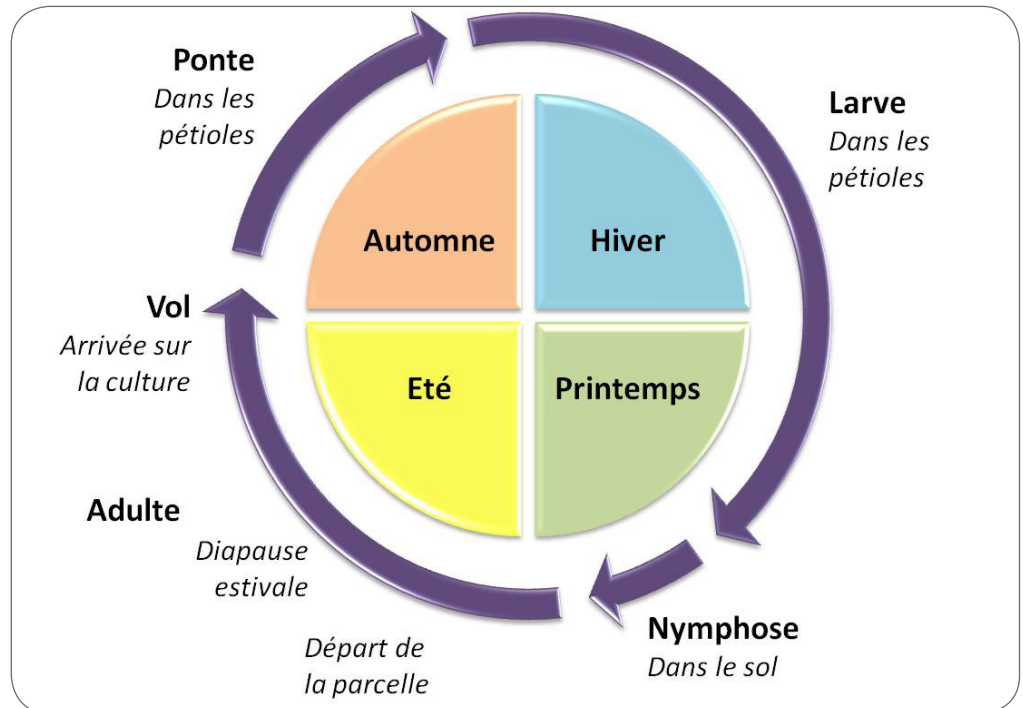 Ponte
Dans les
pétioles
Larve
Dans les
pétioles
Automne
Hiver
Vol
Arrivée sur
la culture
Eté
Printemps
Adulte
Diapause
estivale
Départ de
la parcelle
Nymphose
Dans le sol